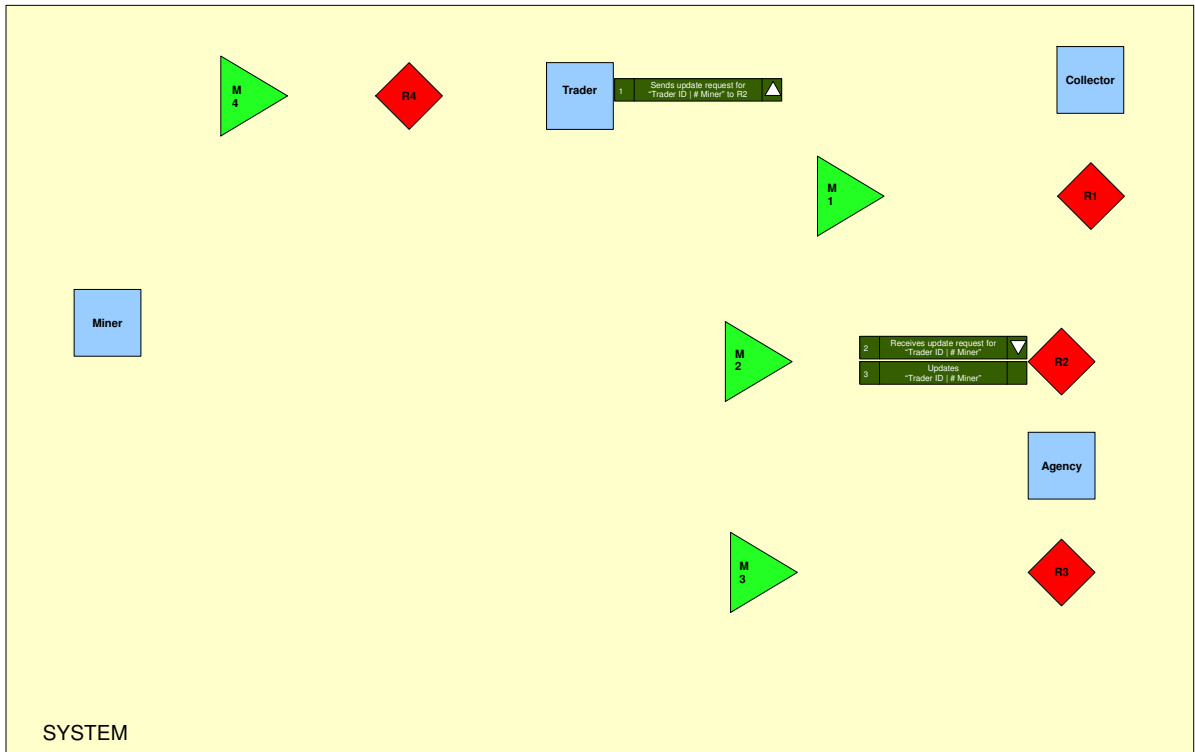 M
4
R4
Trader
1
Sends update request for
“Trader ID | # Miner” to R2
Collector
M
1
R1
Miner
M
2
2
Receives update request for
“Trader ID | # Miner”
3
Updates
“Trader ID | # Miner”
R2
Agency
M
3
R3
SYSTEM